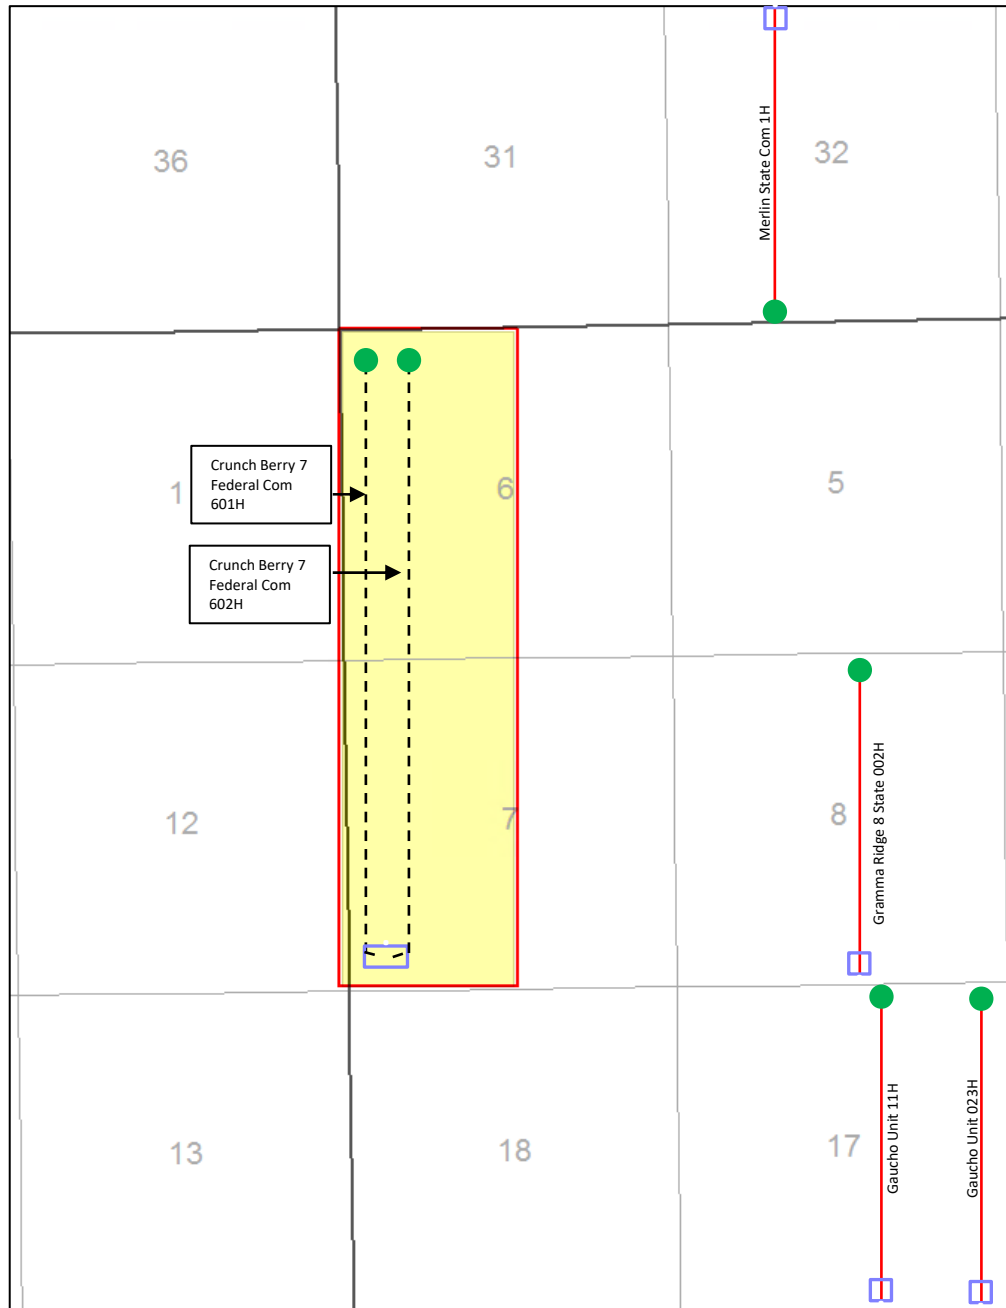 36
31
32
Merlin State Com 1H
Crunch Berry 7
Federal Com
601H
1
6
5
Crunch Berry 7
Federal Com
602H
12
7
8
Gramma Ridge 8 State 002H
13
18
17
Gaucho Unit 11H
Gaucho Unit 023H